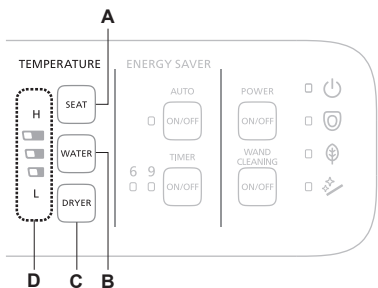 A
TEMPERATURE
ENERGY SAVER
H
SEAT
AUTO
ON/OFF
POWER
ON/OFF
WATER
TIMER
6 9
ON/OFF
WAND
CLEANING
ON/OFF
L
DRYER
D
C
B